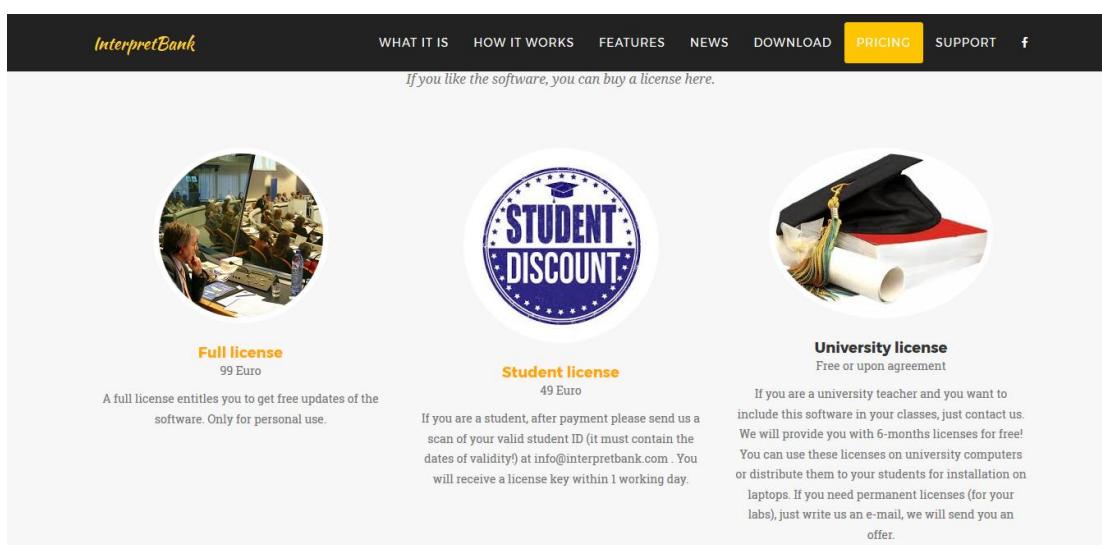 InterpretBank
WHAT IT IS HOW IT WORKS FEATURES NEWS DOWNLOAD PRICING SUPPORT f
If you like the software, you can buy a license here.
Full license
99 Euro
A full license entitles you to get free updates of the
software. Only for personal use.
STUDENT
DISCOUNT
Student license
49 Euro
If you are a student, after payment please send us a
scan of your valid student ID (it must contain the
dates of validity!) at info@interpretbank.com . You
will receive a license key within 1 working day.
University license
Free or upon agreement
If you are a university teacher and you want to
include this software in your classes, just contact us.
We will provide you with 6-months licenses for free!
You can use these licenses on university computers
or distribute them to your students for installation on
laptops. If you need permanent licenses (for your
labs), just write us an e-mail, we will send you an
offer.